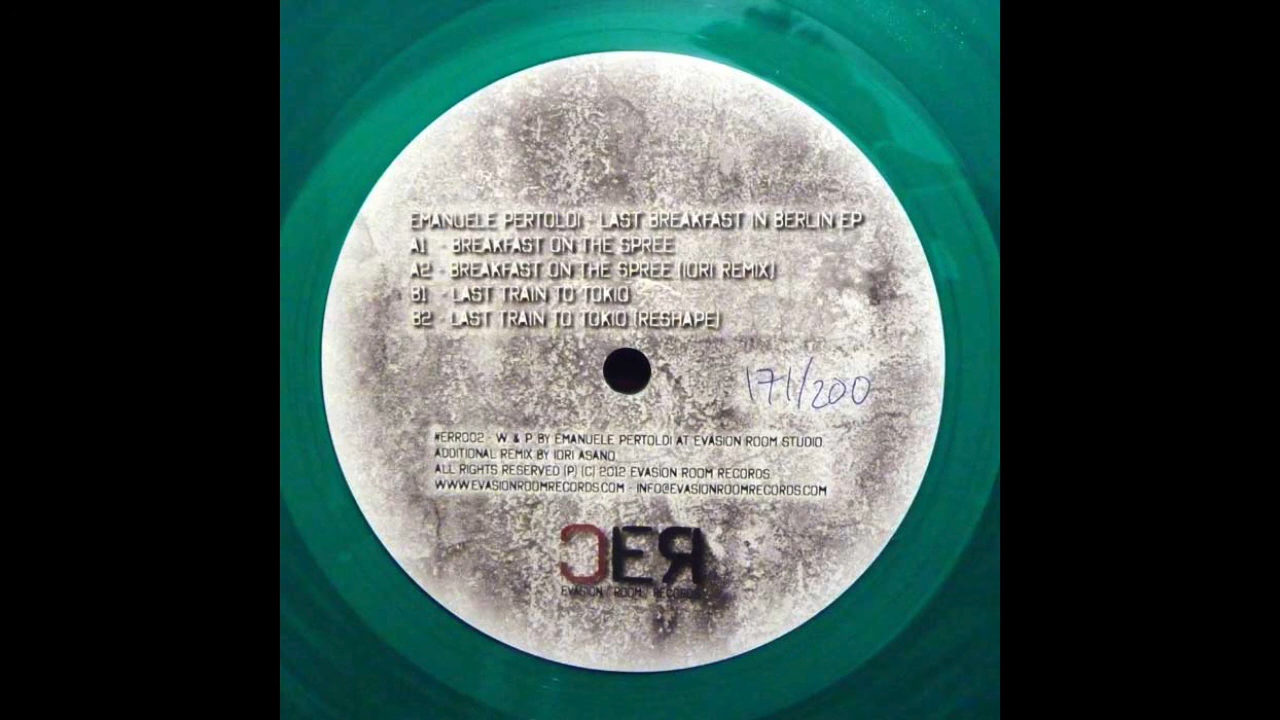 EMANUELE PERTOLDI - LAST BREAKFAST IN BERLIN EP
A1 - BREAKFAST ON THE SPREE
A2 - BREAKFAST ON THE SPREE (IORI REMIX)
B1 - LAST TRAIN TO TOKIO
B2 - LAST TRAIN TO TOKIO (RESHAPE)
171/200
#ERR002 - W & P BY EMANUELE PERTOLDI AT EVASION ROOM STUDIO
ADDITIONAL REMIX BY IORI ASANO
ALL RIGHTS RESERVED (P) (C) 2012 EVASION ROOM RECORDS
WWW.EVASIONROOMRECORDS.COM - INFO@EVASIONROOMRECORDS.COM
EVASION ROOM RECORDS